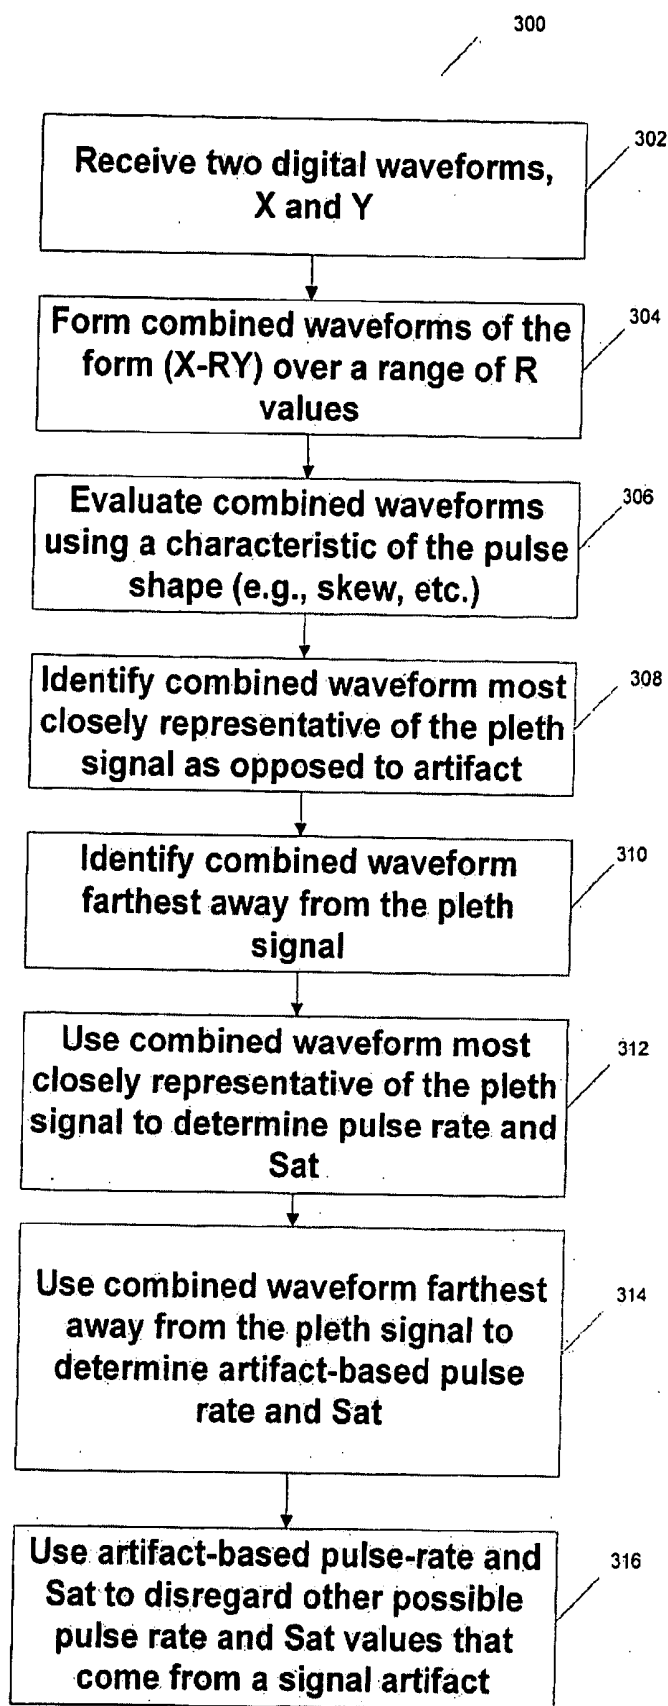 300
302
Receive two digital waveforms,
X and Y
304
Form combined waveforms of the
form (X-RY) over a range of R
values
306
Evaluate combined waveforms
using a characteristic of the pulse
shape (e.g., skew, etc.)
308
Identify combined waveform most
closely representative of the pleth
signal as opposed to artifact
310
Identify combined waveform
farthest away from the pleth
signal
312
Use combined waveform most
closely representative of the pleth
signal to determine pulse rate and
Sat
314
Use combined waveform farthest
away from the pleth signal to
determine artifact-based pulse
rate and Sat
316
Use artifact-based pulse-rate and
Sat to disregard other possible
pulse rate and Sat values that
come from a signal artifact